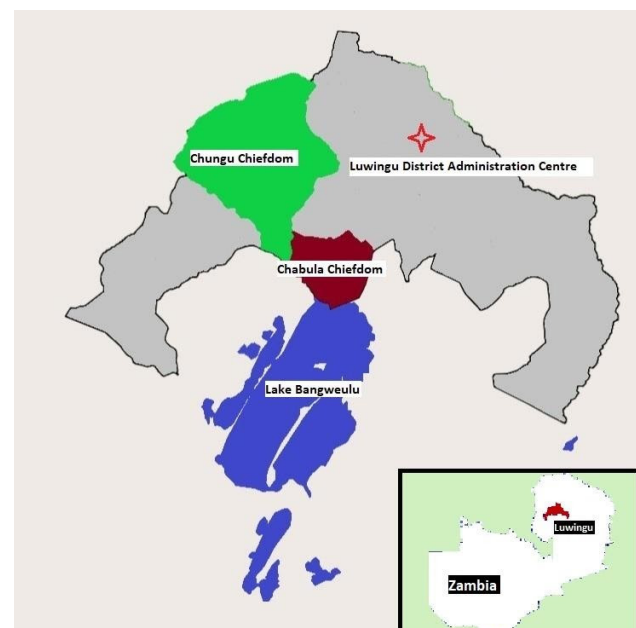 Chungu Chiefdom
Luwingu District Administration Centre
Chabula Chiefdom
Lake Bangweulu
Luwingu
Zambia